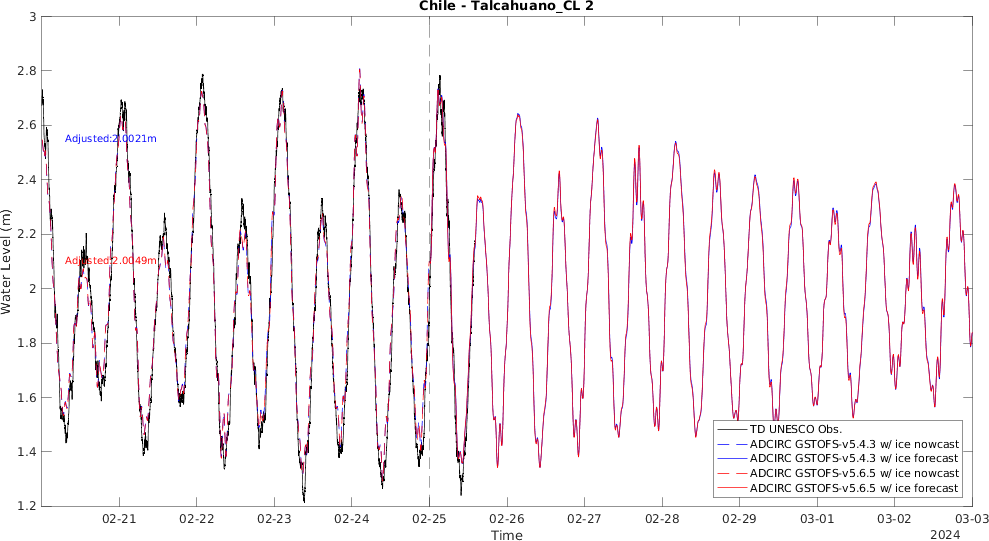 Chile - Talcahuano_CL 2
Water Level (m)
3
2.8
2.6
2.4
2.2
2
1.8
1.6
1.4
1.2
Adjusted:2.0021m
Adjusted:2.0049m
TD UNESCO Obs.
ADCIRC GSTOFS-v5.4.3 w/ ice nowcast
ADCIRC GSTOFS-v5.4.3 w/ ice forecast
ADCIRC GSTOFS-v5.6.5 w/ ice nowcast
ADCIRC GSTOFS-v5.6.5 w/ ice forecast
02-21 02-22 02-23 02-24 02-25 02-26 02-27 02-28 02-29 03-01 03-02 03-03
Time
2024